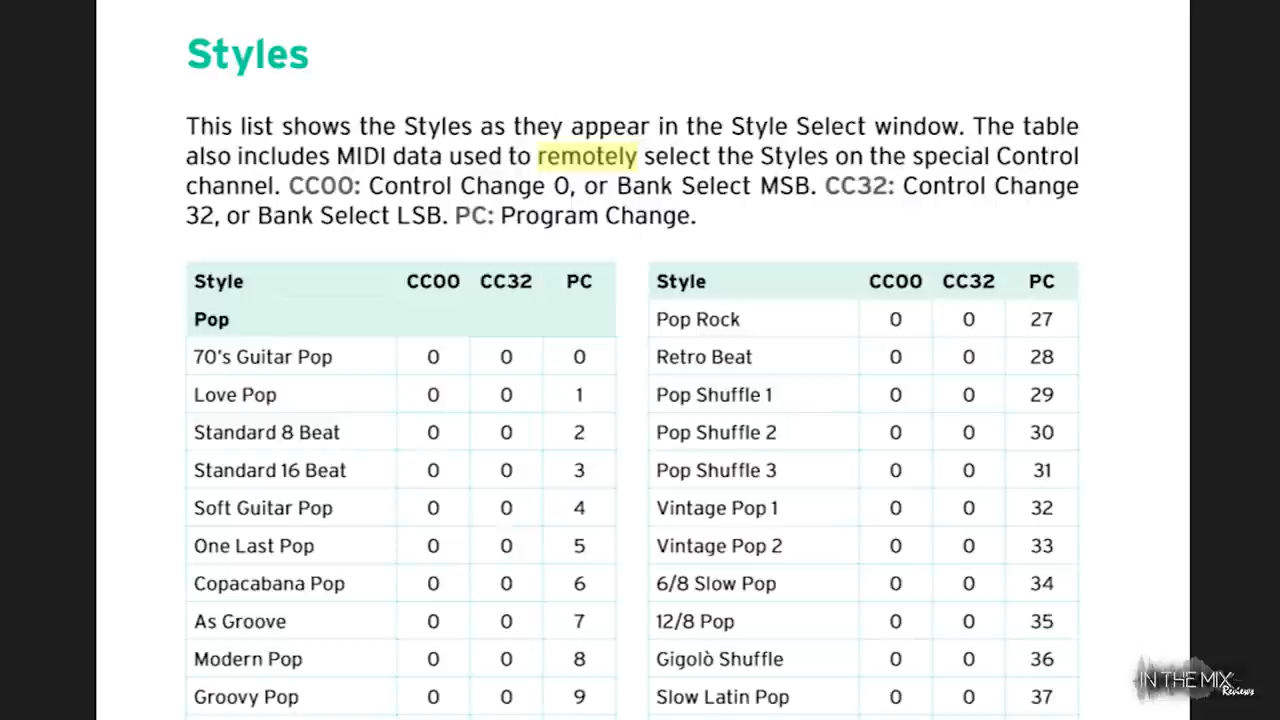 Styles
This list shows the Styles as they appear in the Style Select window. The table
also includes MIDI data used to remotely select the Styles on the special Control
channel. CC00: Control Change 0, or Bank Select MSB. CC32: Control Change
32, or Bank Select LSB. PC: Program Change.
Style CC00 CC32 PC
Pop
70's Guitar Pop 0 0 0
Love Pop 0 0 1
Standard 8 Beat 0 0 2
Standard 16 Beat 0 0 3
Soft Guitar Pop 0 0 4
One Last Pop 0 0 5
Copacabana Pop 0 0 6
As Groove 0 0 7
Modern Pop 0 0 8
Groovy Pop 0 0 9
Style CC00 CC32 PC
Pop Rock 0 0 27
Retro Beat 0 0 28
Pop Shuffle 1 0 0 29
Pop Shuffle 2 0 0 30
Pop Shuffle 3 0 0 31
Vintage Pop 1 0 0 32
Vintage Pop 2 0 0 33
6/8 Slow Pop 0 0 34
12/8 Pop 0 0 35
Gigolò Shuffle 0 0 36
Slow Latin Pop 0 0 37
IN THE MIX
Reviews